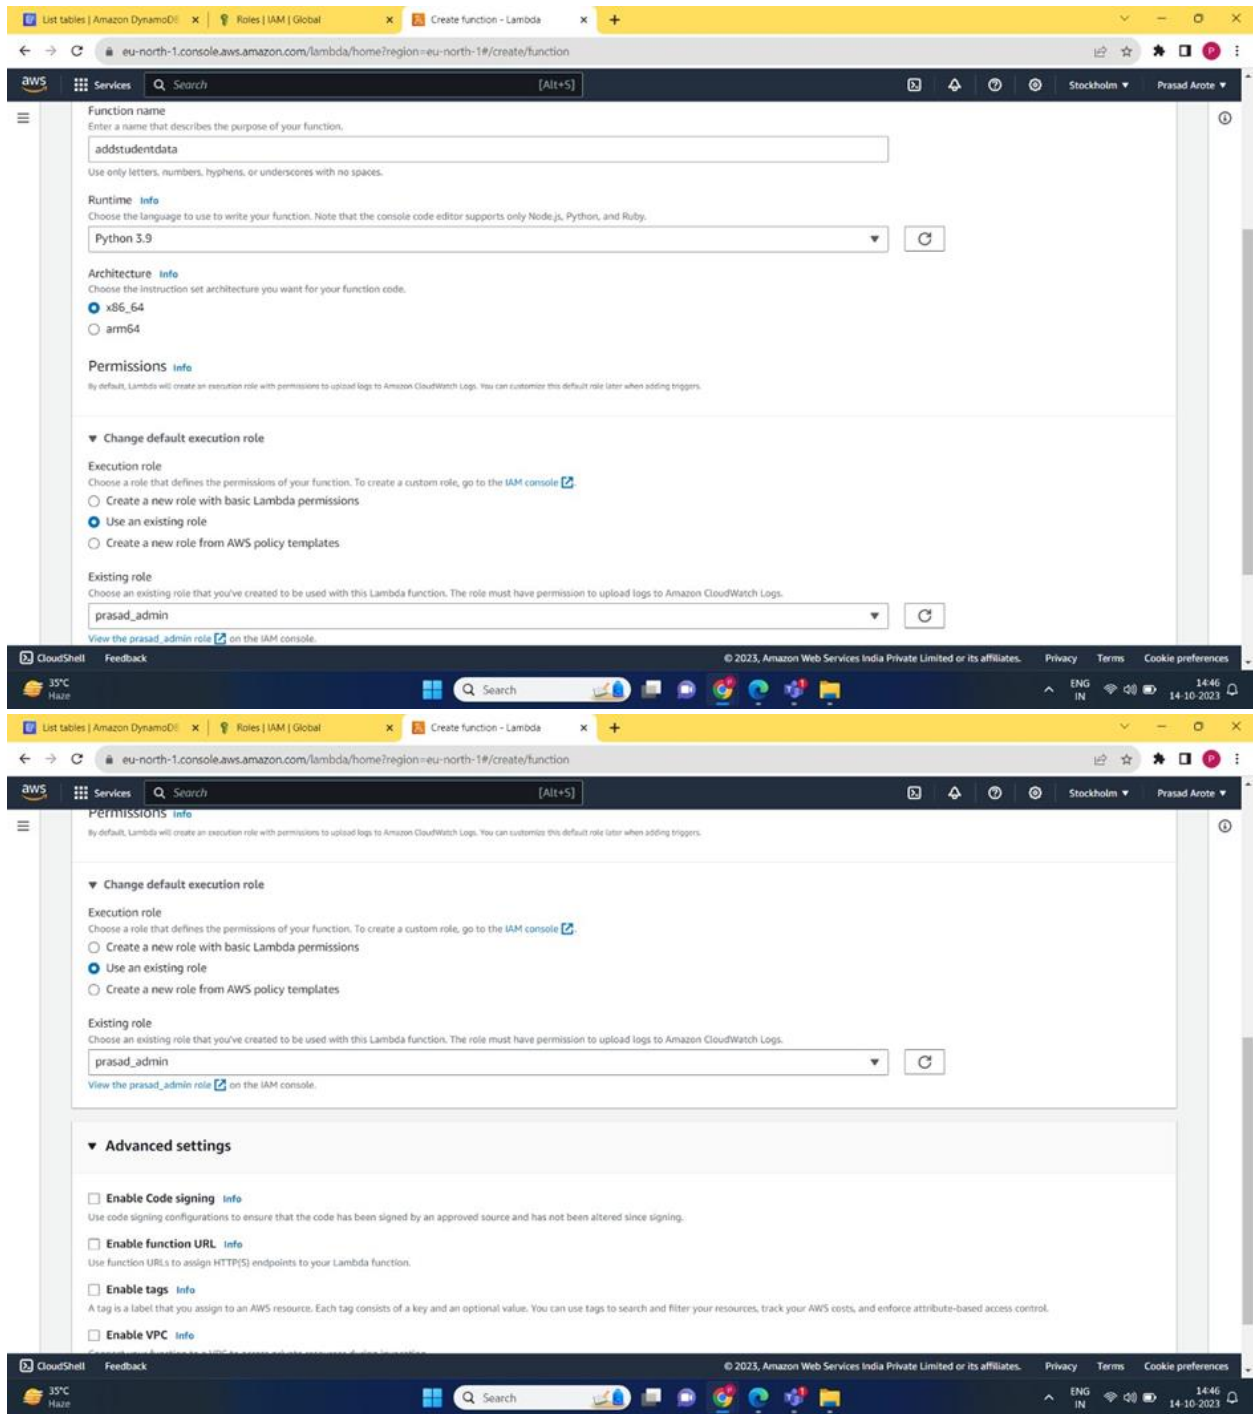 List tables | Amazon DynamoDB
Roles | IAM | Global
Create function - Lambda
eu-north-1.console.aws.amazon.com/lambda/home?region=eu-north-1#/create/function
P
aws
Services
Search
[Alt+S]
Stockholm
Prasad Arote
Function name
Enter a name that describes the purpose of your function.
addstudentdata
Use only letters, numbers, hyphens, or underscores with no spaces.
Runtime Info
Choose the language to use to write your function. Note that the console code editor supports only Node.js, Python, and Ruby.
Python 3.9
Architecture Info
Choose the instruction set architecture you want for your function code.
x86_64
arm64
Permissions Info
By default, Lambda will create an execution role with permissions to upload logs to Amazon CloudWatch Logs. You can customize this default role later when adding triggers.
Change default execution role
Execution role
Choose a role that defines the permissions of your function. To create a custom role, go to the IAM console.
Create a new role with basic Lambda permissions
Use an existing role
Create a new role from AWS policy templates
Existing role
Choose an existing role that you've created to be used with this Lambda function. The role must have permission to upload logs to Amazon CloudWatch Logs.
prasad_admin
View the prasad_admin role on the IAM console.
CloudShell
Feedback
© 2023, Amazon Web Services India Private Limited or its affiliates.
Privacy
Terms
Cookie preferences
35°C
Haze
Search
ENG
IN
14:46
14-10-2023
List tables | Amazon DynamoDB
Roles | IAM | Global
Create function - Lambda
eu-north-1.console.aws.amazon.com/lambda/home?region=eu-north-1#/create/function
P
aws
Services
Search
[Alt+S]
Stockholm
Prasad Arote
Permissions Info
By default, Lambda will create an execution role with permissions to upload logs to Amazon CloudWatch Logs. You can customize this default role later when adding triggers.
Change default execution role
Execution role
Choose a role that defines the permissions of your function. To create a custom role, go to the IAM console.
Create a new role with basic Lambda permissions
Use an existing role
Create a new role from AWS policy templates
Existing role
Choose an existing role that you've created to be used with this Lambda function. The role must have permission to upload logs to Amazon CloudWatch Logs.
prasad_admin
View the prasad_admin role on the IAM console.
Advanced settings
Enable Code signing Info
Use code signing configurations to ensure that the code has been signed by an approved source and has not been altered since signing.
Enable function URL Info
Use function URLs to assign HTTP(S) endpoints to your Lambda function.
Enable tags Info
A tag is a label that you assign to an AWS resource. Each tag consists of a key and an optional value. You can use tags to search and filter your resources, track your AWS costs, and enforce attribute-based access control.
Enable VPC Info
CloudShell
Feedback
© 2023, Amazon Web Services India Private Limited or its affiliates.
Privacy
Terms
Cookie preferences
35°C
Haze
Search
ENG
IN
14:46
14-10-2023